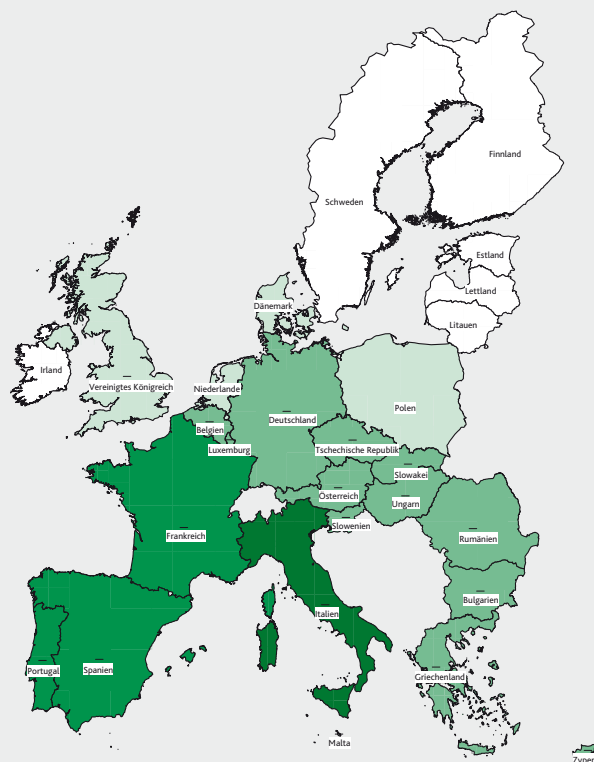 Finnland
Schweden
Estland
Lettland
Litauen
Dänemark
Irland
Vereinigtes Königreich
Niederlande
Polen
Deutschland
Belgien
Luxemburg
Tschechische Republik
Slowakei
Österreich
Ungarn
Slowenien
Frankreich
Rumänien
Bulgarien
Italien
Portugal
Spanien
Griechenland
Malta